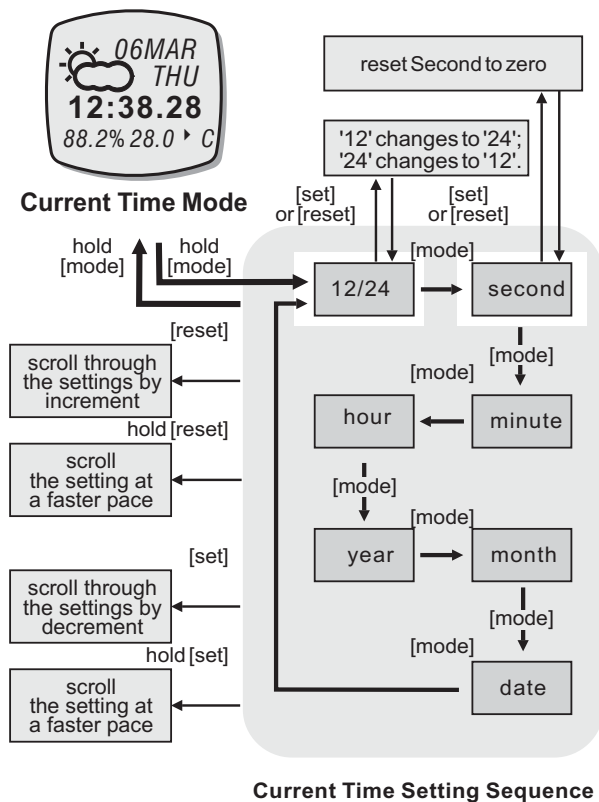 06MAR
THU
12:38.28
88.2% 28.0 C
Current Time Mode
reset Second to zero
'12' changes to '24';
'24' changes to '12'.
[set]
or [reset]
[set]
or [reset]
hold
[mode]
hold
[mode]
12/24
[mode]
second
[mode]
minute
[mode]
hour
[mode]
year
[mode]
month
[mode]
date
[mode]
[reset]
scroll through
the settings by
increment
hold [reset]
scroll
the setting at
a faster pace
[set]
scroll through
the settings by
decrement
hold [set]
scroll
the setting at
a faster pace
Current Time Setting Sequence